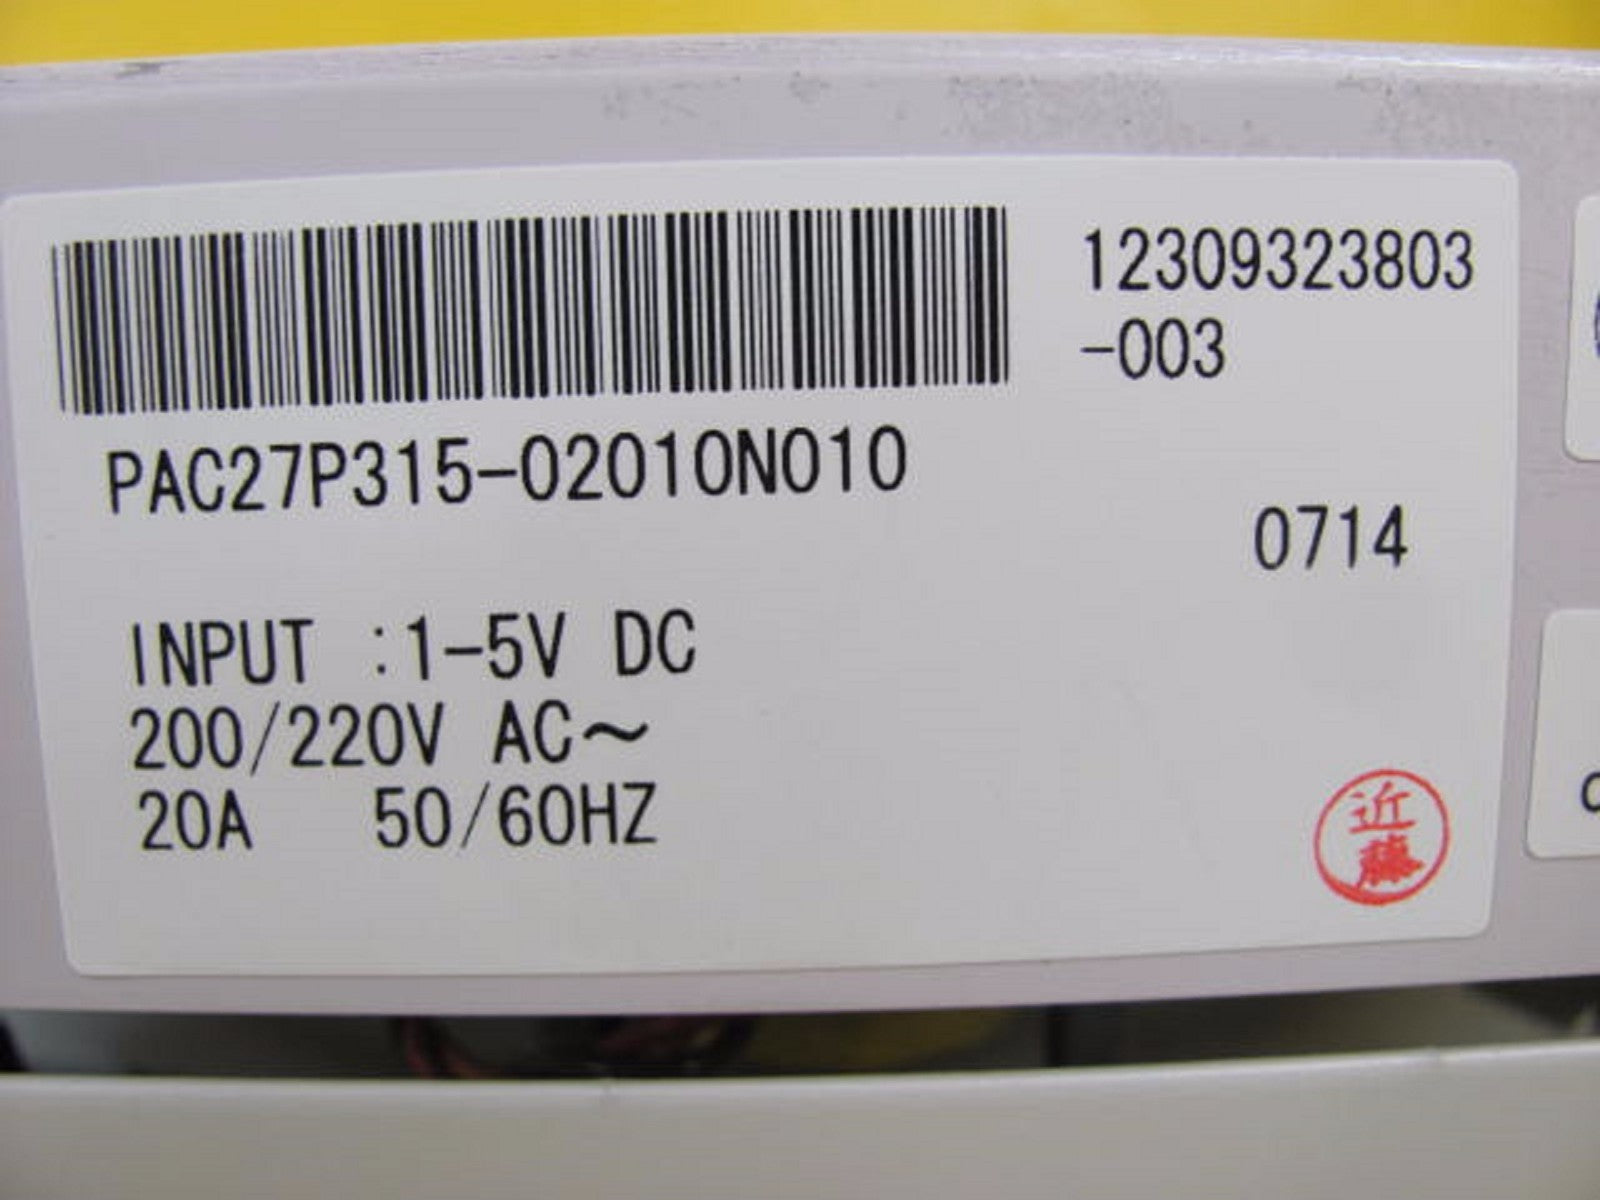 12309323803
-003
PAC27P315-02010N010
0714
INPUT :1-5V DC
200/220V AC～
20A 50/60HZ
近藤